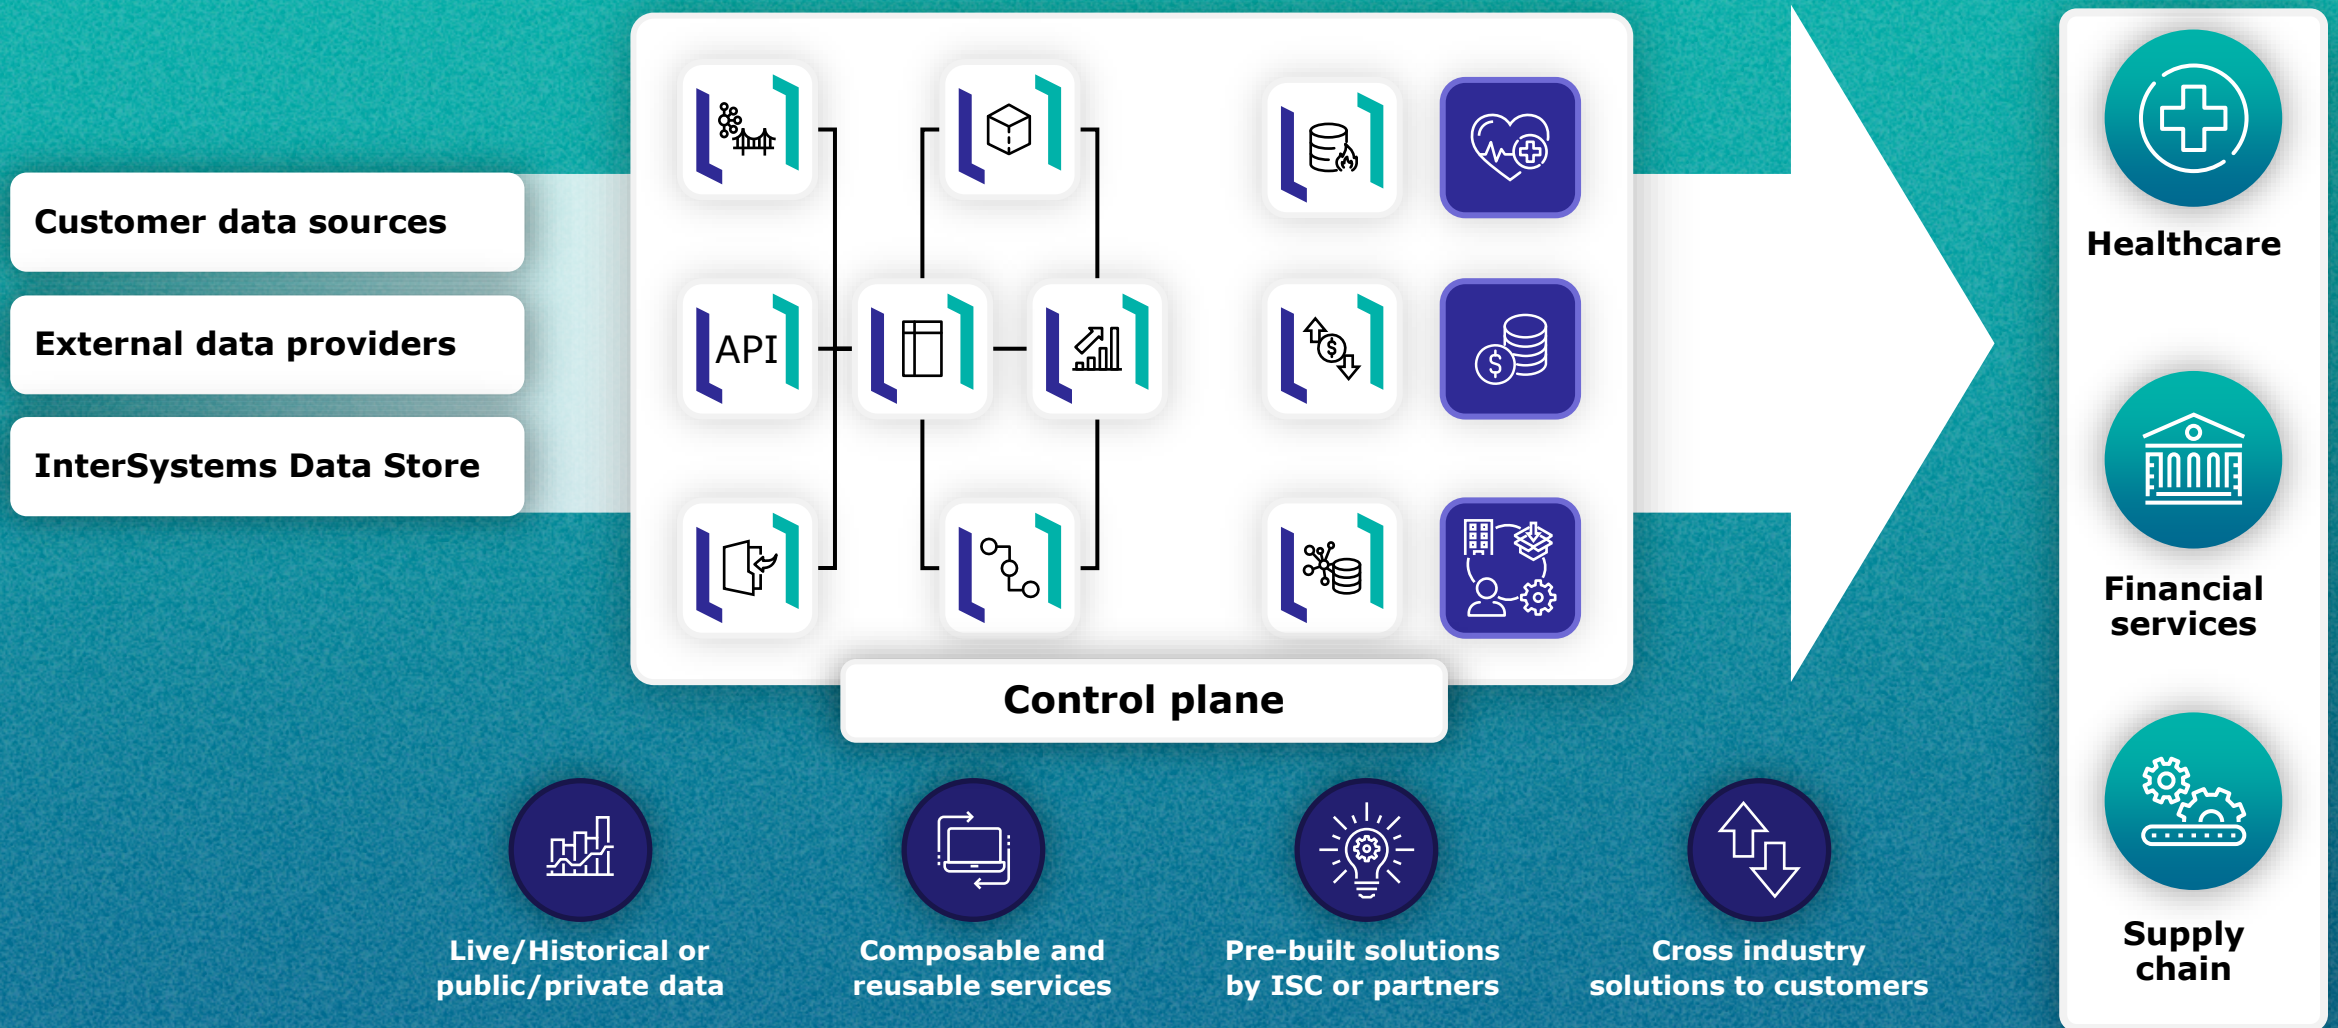 Customer data sources
External data providers
InterSystems Data Store
API
Control plane
Live/Historical or
public/private data
Composable and
reusable services
Pre-built solutions
by ISC or partners
Cross industry
solutions to customers
Healthcare
Financial
services
Supply
chain